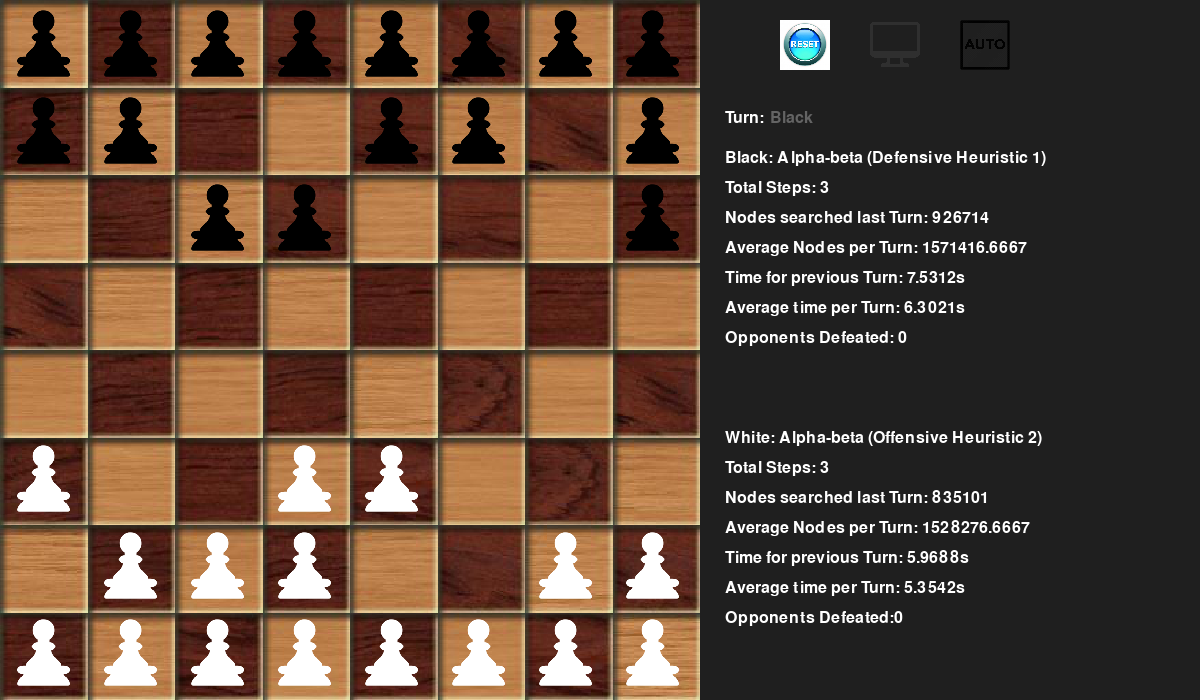 RESET
AUTO
Turn: Black
Black: Alpha-beta (Defensive Heuristic 1)
Total Steps: 3
Nodes searched last Turn: 926714
Average Nodes per Turn: 1571416.6667
Time for previous Turn: 7.5312s
Average time per Turn: 6.3021s
Opponents Defeated: 0
White: Alpha-beta (Offensive Heuristic 2)
Total Steps: 3
Nodes searched last Turn: 835101
Average Nodes per Turn: 1528276.6667
Time for previous Turn: 5.9688s
Average time per Turn: 5.3542s
Opponents Defeated:0